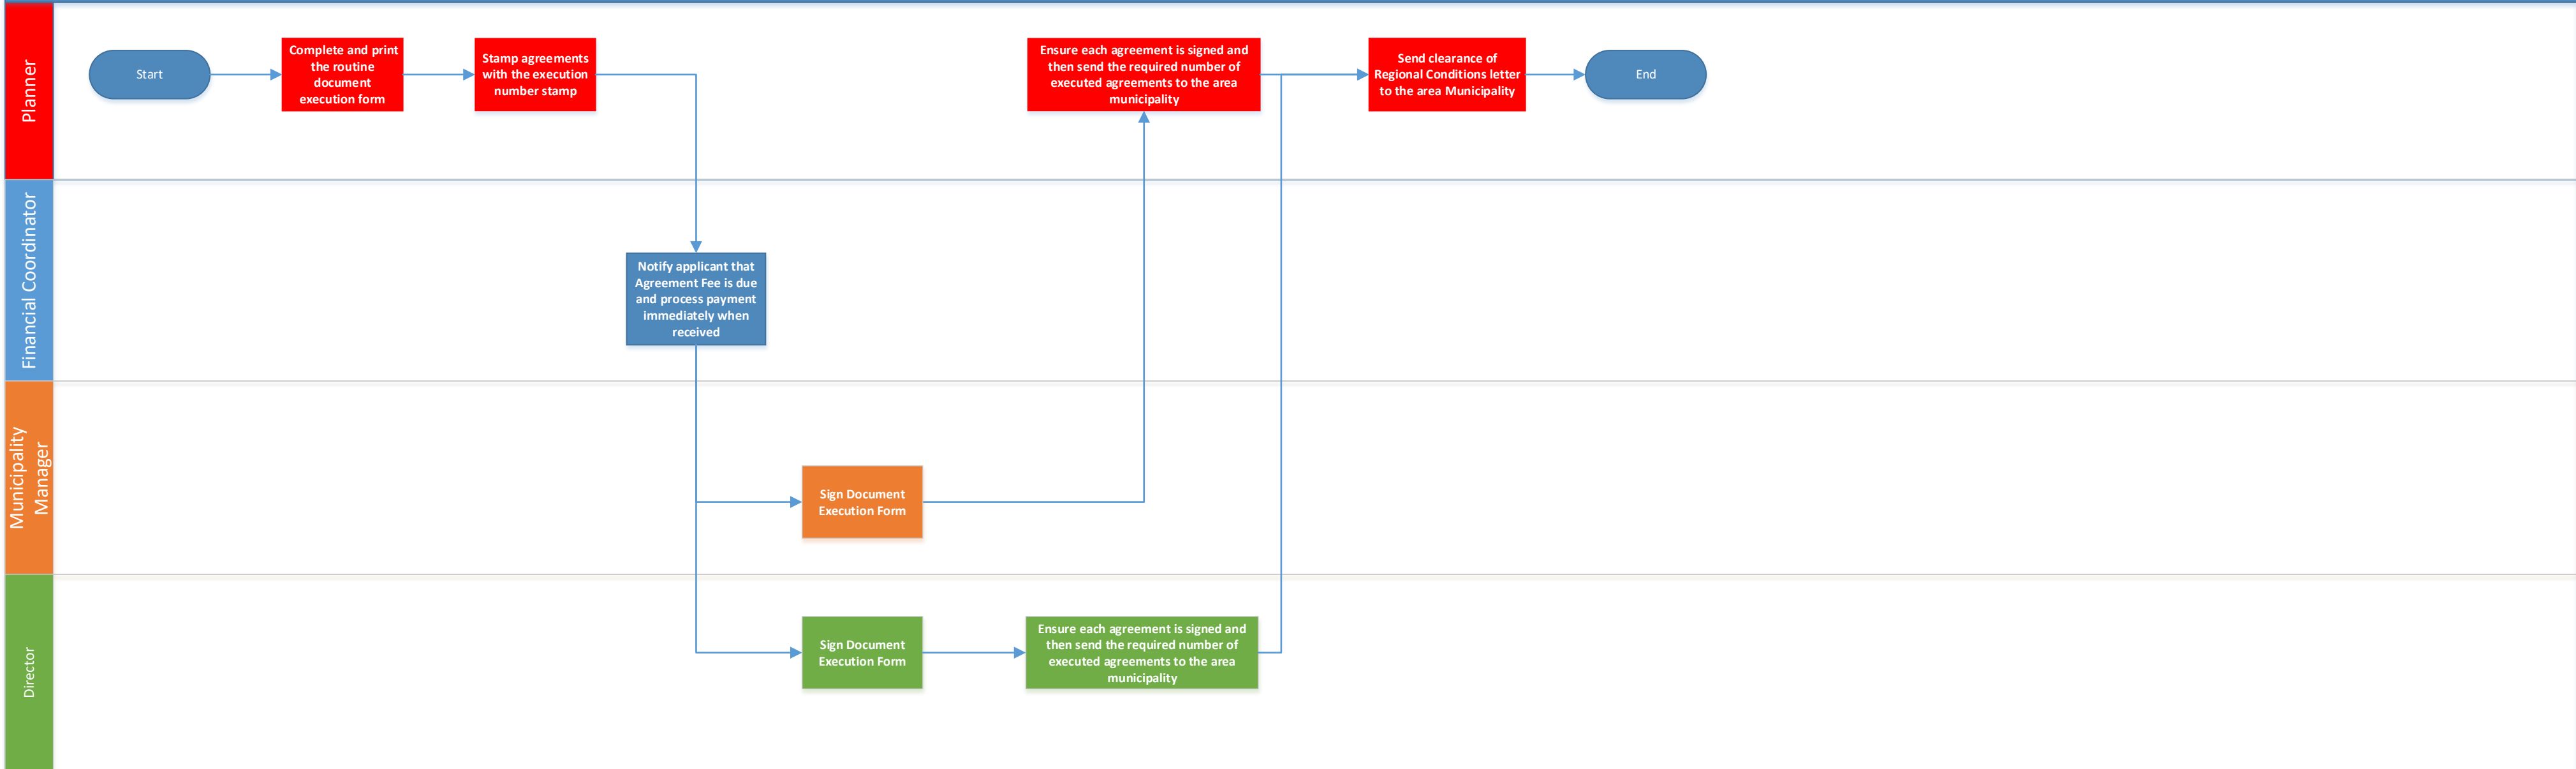 Planner
Start
Complete and print
the routine
document
execution form
Stamp agreements
with the execution
number stamp
Ensure each agreement is signed and
then send the required number of
executed agreements to the area
municipality
Send clearance of
Regional Conditions letter
to the area Municipality
End
Financial Coordinator
Notify applicant that
Agreement Fee is due
and process payment
immediately when
received
Municipality
Manager
Sign Document
Execution Form
Director
Sign Document
Execution Form
Ensure each agreement is signed and
then send the required number of
executed agreements to the area
municipality